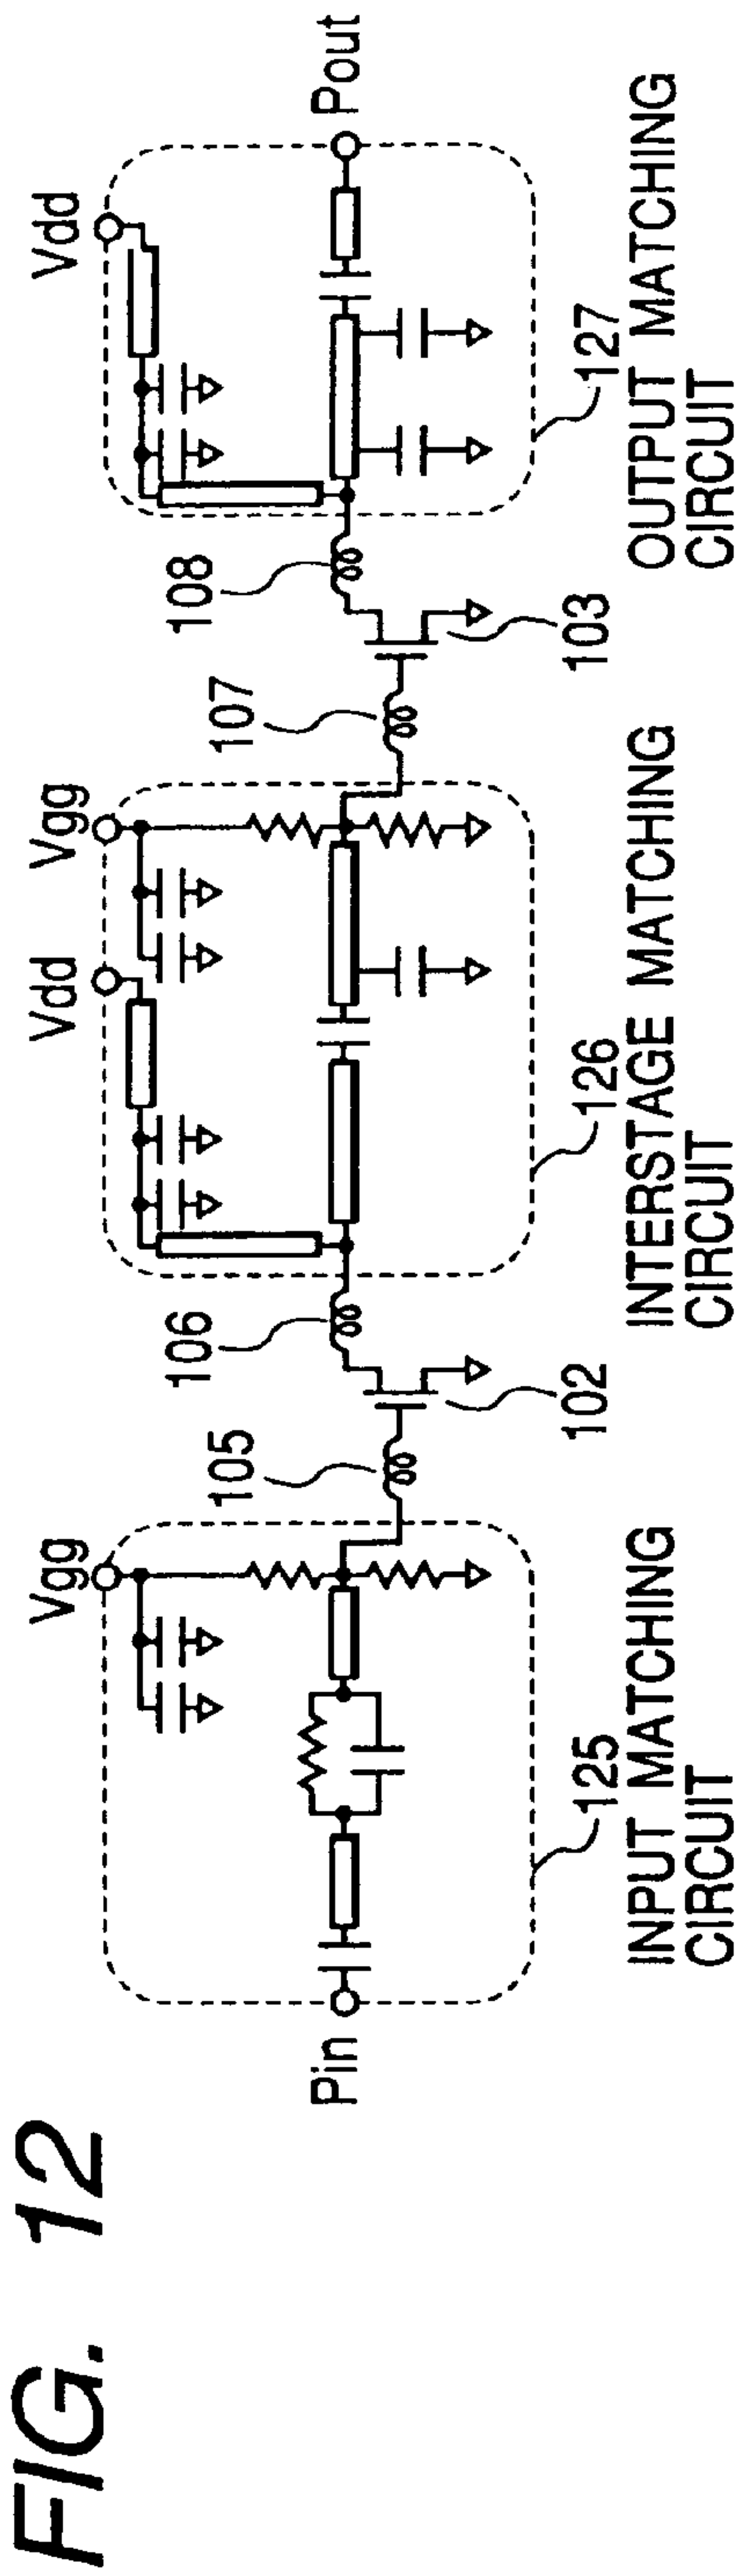 FIG. 12
Vgg
Vdd
Vgg
Vdd
105
106
107
108
Pin
Pout
102
103
125
126
127
INPUT MATCHING
CIRCUIT
INTERSTAGE MATCHING
CIRCUIT
OUTPUT MATCHING
CIRCUIT